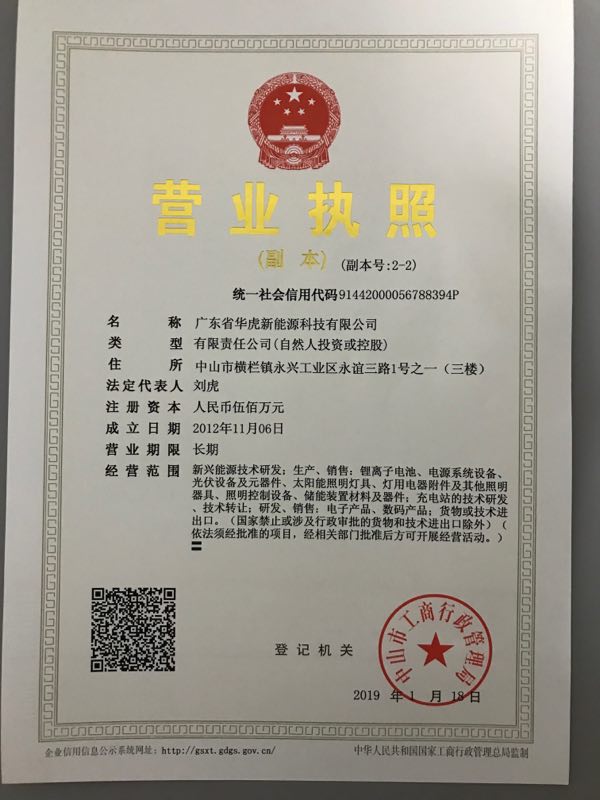 营业执照
(副 本) (副本号:2-2)
统一社会信用代码91442000056788394P
名称 广东省华虎新能源科技有限公司
类型 有限责任公司(自然人投资或控股)
住所 中山市横栏镇永兴工业区永谊三路1号之一（三楼）
法定代表人 刘虎
注册资本 人民币伍佰万元
成立日期 2012年11月06日
营业期限 长期
经营范围 新兴能源技术研发；生产、销售：锂离子电池、电源系统设备、
光伏设备及元器件、太阳能照明灯具、灯用电器附件及其他照明
器具、照明控制设备、储能装置材料及器件；充电站的技术研发
、技术转让；研发、销售：电子产品、数码产品；货物或技术进
出口。（国家禁止或涉及行政审批的货物和技术进出口除外）（
依法须经批准的项目，经相关部门批准后方可开展经营活动。）
登记机关
中山市工商行政管理局
2019 年 1 月 18 日
企业信用信息公示系统网址：http://gsxt.gdgs.gov.cn/ 中华人民共和国国家工商行政管理总局监制